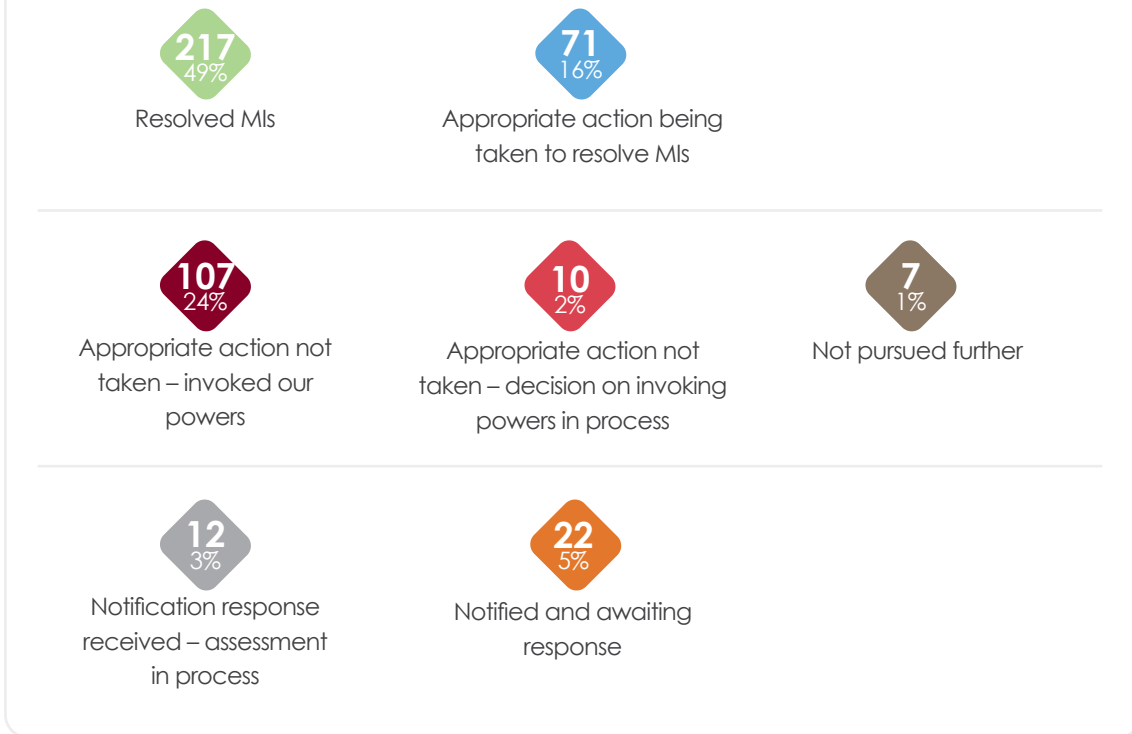 217
49%
Resolved MIs
71
16%
Appropriate action being
taken to resolve MIs
107
24%
Appropriate action not
taken – invoked our
powers
10
2%
Appropriate action not
taken – decision on invoking
powers in process
7
1%
Not pursued further
12
3%
Notification response
received – assessment
in process
22
5%
Notified and awaiting
response